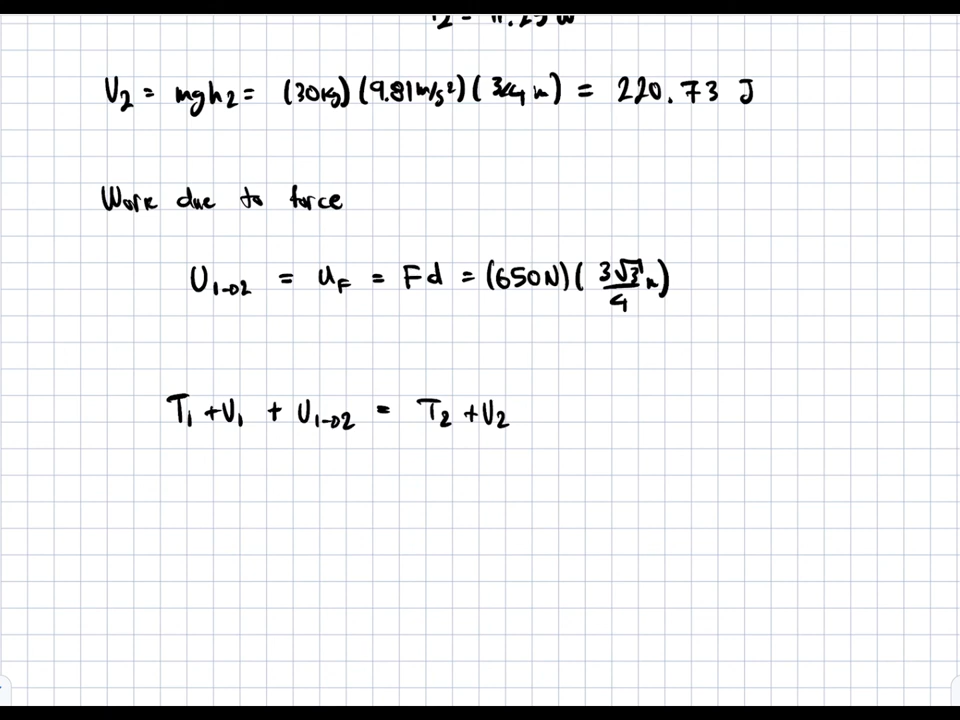 V₂ = mgh₂ = (30kg)(9.81m/s²)(3/4 m) = 220.73 J
Work due to force
U₁→₂ = U_F = Fd = (650N)(3√3/4 m)
T₁ + V₁ + U₁→₂ = T₂ + V₂